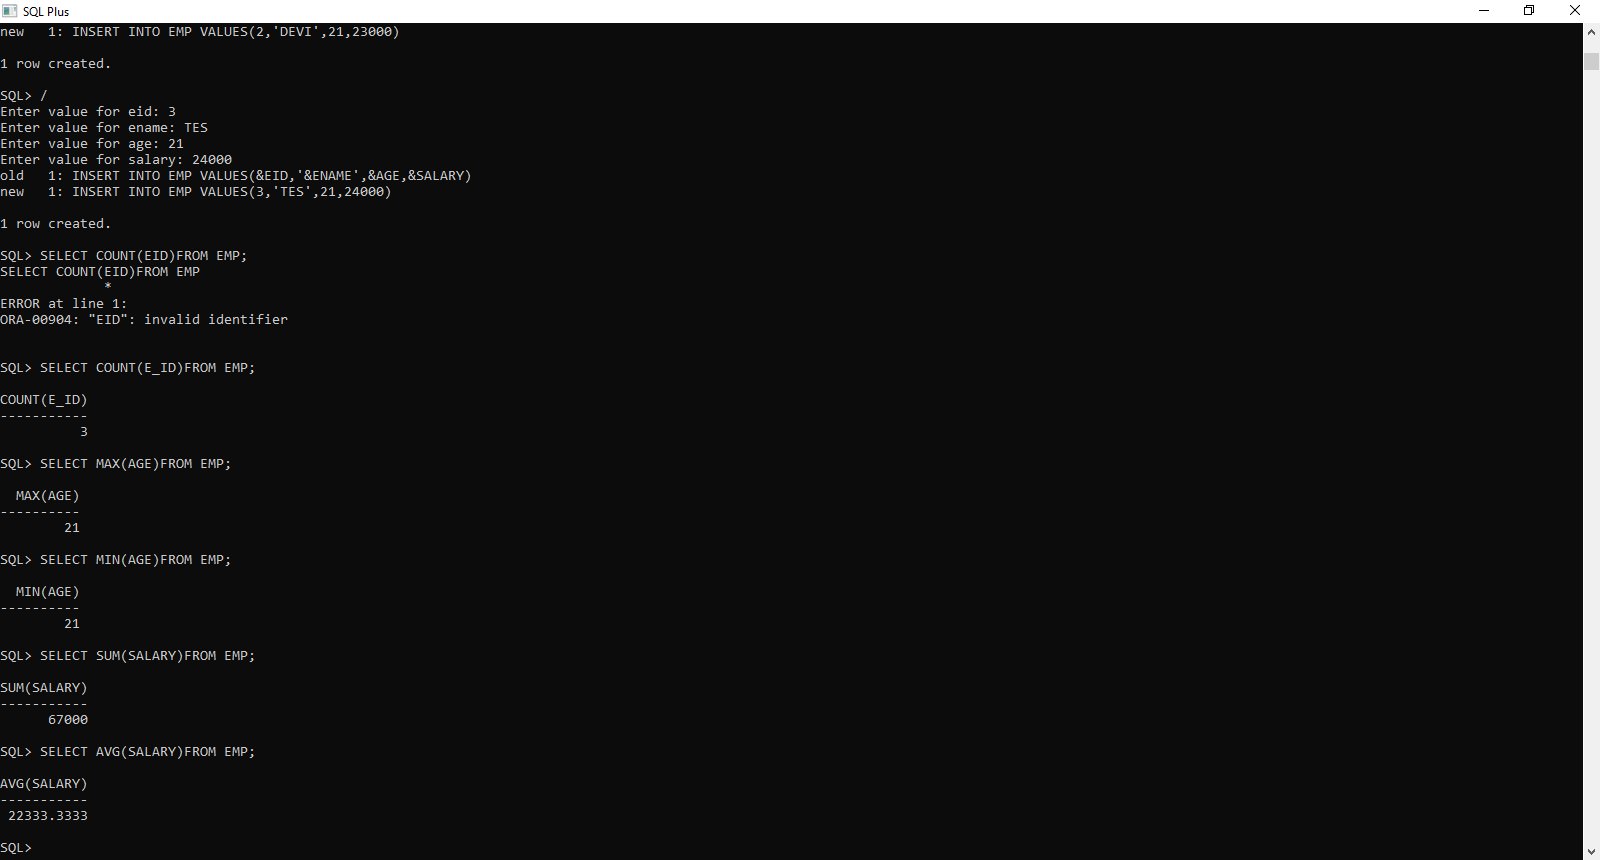 SQL Plus
new   1: INSERT INTO EMP VALUES(2,'DEVI',21,23000)
1 row created.
SQL> /
Enter value for eid: 3
Enter value for ename: TES
Enter value for age: 21
Enter value for salary: 24000
old   1: INSERT INTO EMP VALUES(&EID,'&ENAME',&AGE,&SALARY)
new   1: INSERT INTO EMP VALUES(3,'TES',21,24000)
1 row created.
SQL> SELECT COUNT(EID)FROM EMP;
SELECT COUNT(EID)FROM EMP
             *
ERROR at line 1:
ORA-00904: "EID": invalid identifier
SQL> SELECT COUNT(E_ID)FROM EMP;
COUNT(E_ID)
-----------
          3
SQL> SELECT MAX(AGE)FROM EMP;
  MAX(AGE)
----------
        21
SQL> SELECT MIN(AGE)FROM EMP;
  MIN(AGE)
----------
        21
SQL> SELECT SUM(SALARY)FROM EMP;
SUM(SALARY)
-----------
      67000
SQL> SELECT AVG(SALARY)FROM EMP;
AVG(SALARY)
-----------
 22333.3333
SQL>